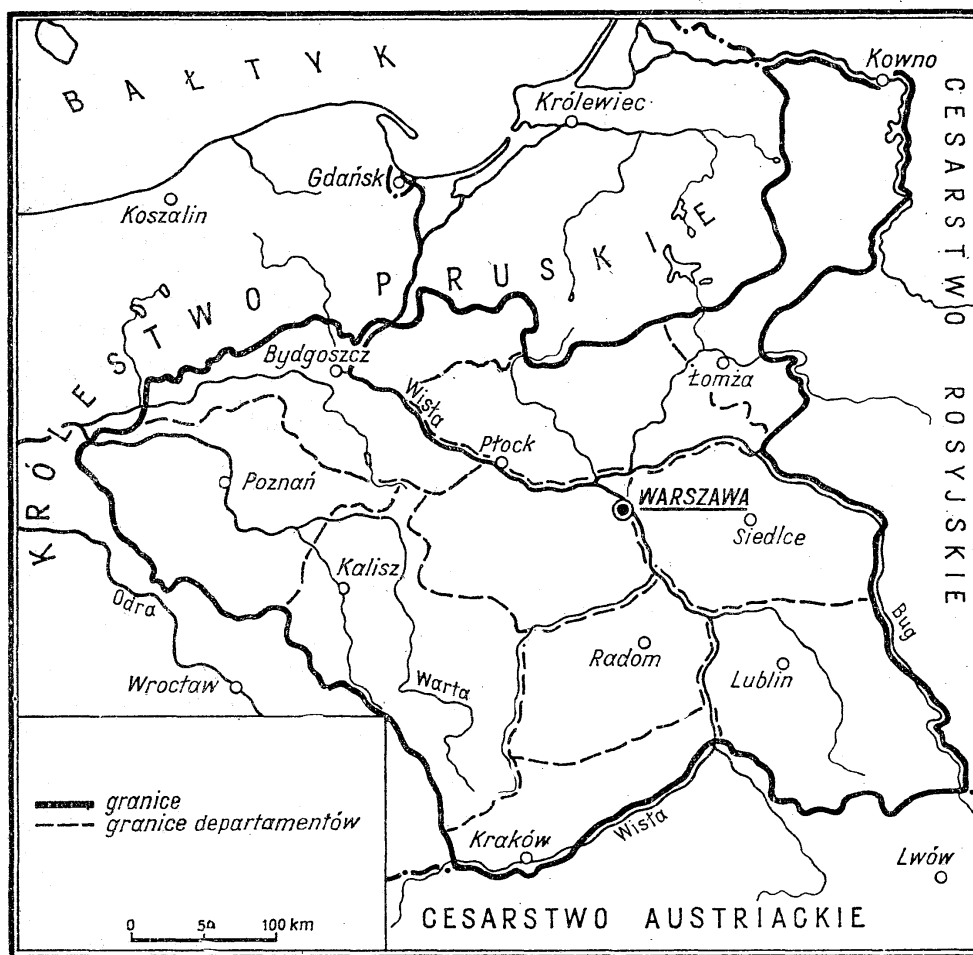 BAŁTYK
Kowno
Królewiec
CESARSTWO ROSYJSKIE
Gdańsk
Koszalin
KRÓLESTWO PRUSKIE
Bydgoszcz
Łomża
Wisła
Płock
Poznań
WARSZAWA
Siedlce
Kalisz
Odra
Bug
Radom
Lublin
Wrocław
Warta
granice
granice departamentów
Kraków
Wisła
Lwów
0 50 100 km
CESARSTWO AUSTRIACKIE